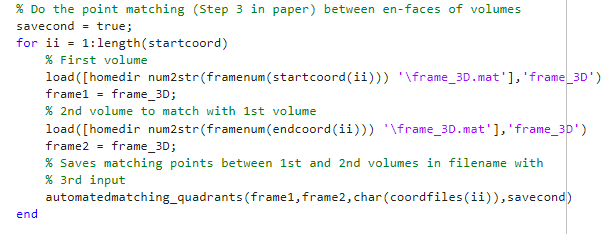 % Do the point matching (Step 3 in paper) between en-faces of volumes
savecond = true;
for ii = 1:length(startcoord)
% First volume
load([homedir num2str(framenum(startcoord(ii))) '\frame_3D.mat'],'frame_3D')
frame1 = frame_3D;
% 2nd volume to match with 1st volume
load([homedir num2str(framenum(endcoord(ii))) '\frame_3D.mat'],'frame_3D')
frame2 = frame_3D;
% Saves matching points between 1st and 2nd volumes in filename with
% 3rd input
automatedmatching_quadrants(frame1,frame2,char(coordfiles(ii)),savecond)
end